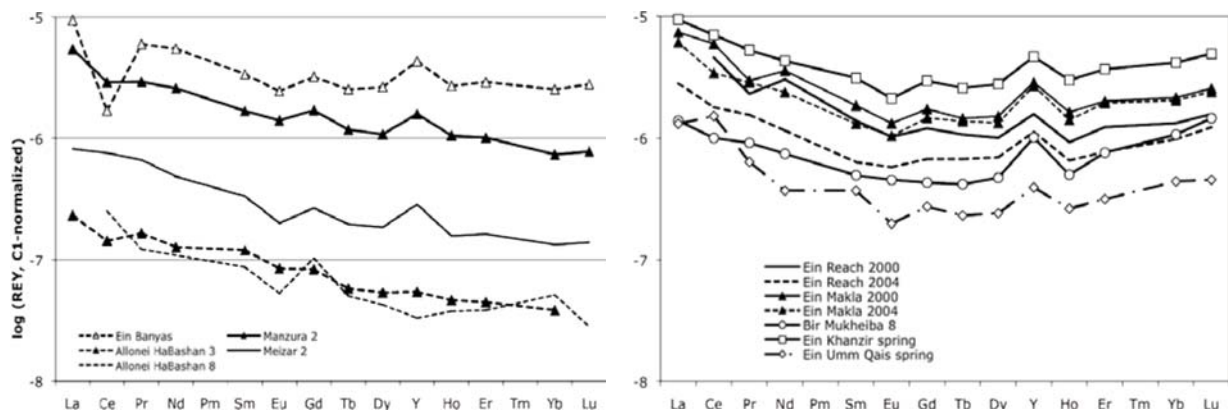 -5
-6
-7
-8
log (REY, C1-normalized)
Ein Banyas
Manzura 2
Allonei HaBashan 3
Meizar 2
Allonei HaBashan 8
La Ce Pr Nd Pm Sm Eu Gd Tb Dy Y Ho Er Tm Yb Lu
-5
-6
-7
-8
Ein Reach 2000
Ein Reach 2004
Ein Makla 2000
Ein Makla 2004
Bir Mukheiba 8
Ein Khanzir spring
Ein Umm Qais spring
La Ce Pr Nd Pm Sm Eu Gd Tb Dy Y Ho Er Tm Yb Lu